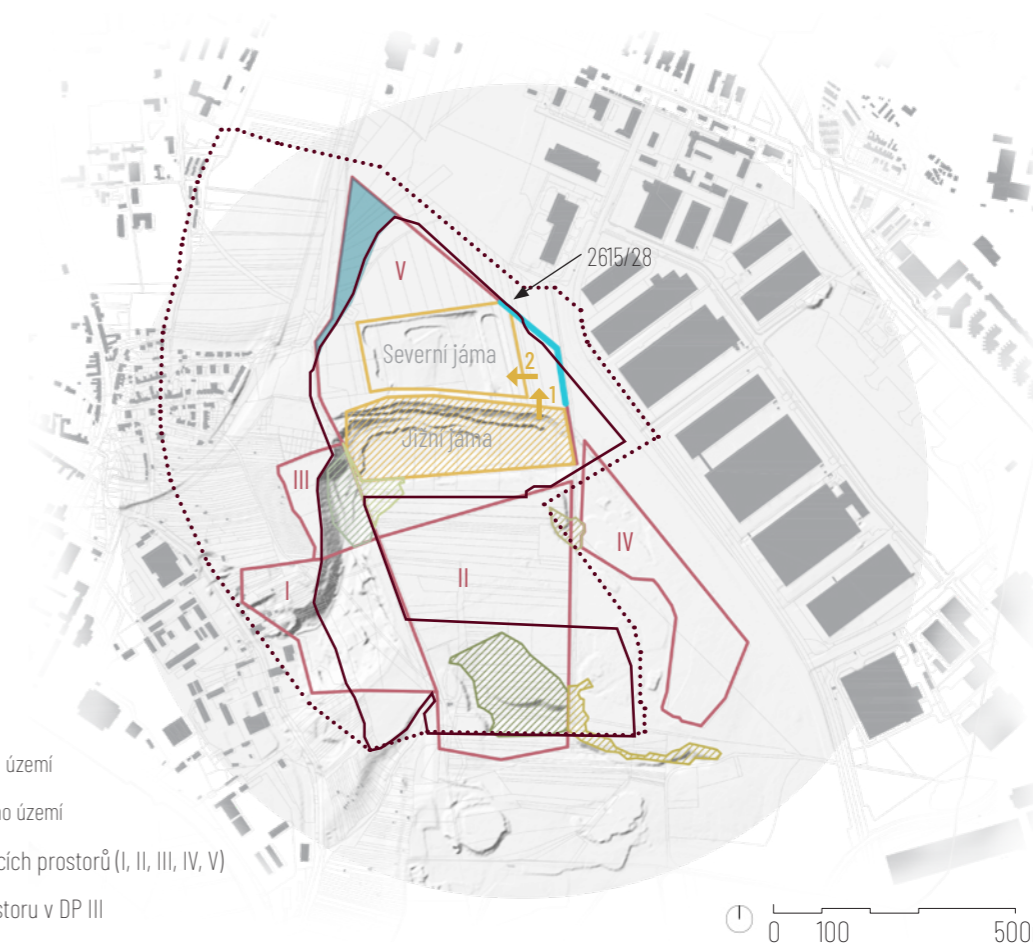 2615/28
V
Severní jáma
2
1
Jižní jáma
III
IV
I
II
území
ho území
cích prostorů (I, II, III, IV, V)
storu v DP III
0 100 500